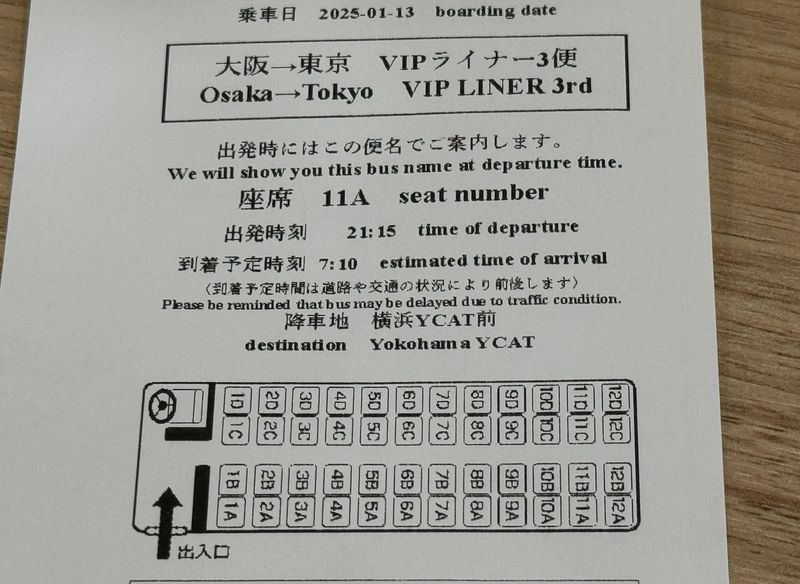 乗車日 2025-01-13 boarding date
大阪→東京 VIPライナー3便
Osaka→Tokyo VIP LINER 3rd
出発時にはこの便名でご案内します。
We will show you this bus name at departure time.
座席 11A seat number
出発時刻 21:15 time of departure
到着予定時刻 7:10 estimated time of arrival
（到着予定時間は道路や交通の状況により前後します）
Please be reminded that bus may be delayed due to traffic condition.
降車地 横浜YCAT前
destination Yokohama YCAT
1D 2D 3D 4D 5D 6D 7D 8D 9D 10D 11D 12D
1C 2C 3C 4C 5C 6C 7C 8C 9C 10C 11C 12C
1B 2B 3B 4B 5B 6B 7B 8B 9B 10B 11B 12B
1A 2A 3A 4A 5A 6A 7A 8A 9A 10A 11A 12A
出入口